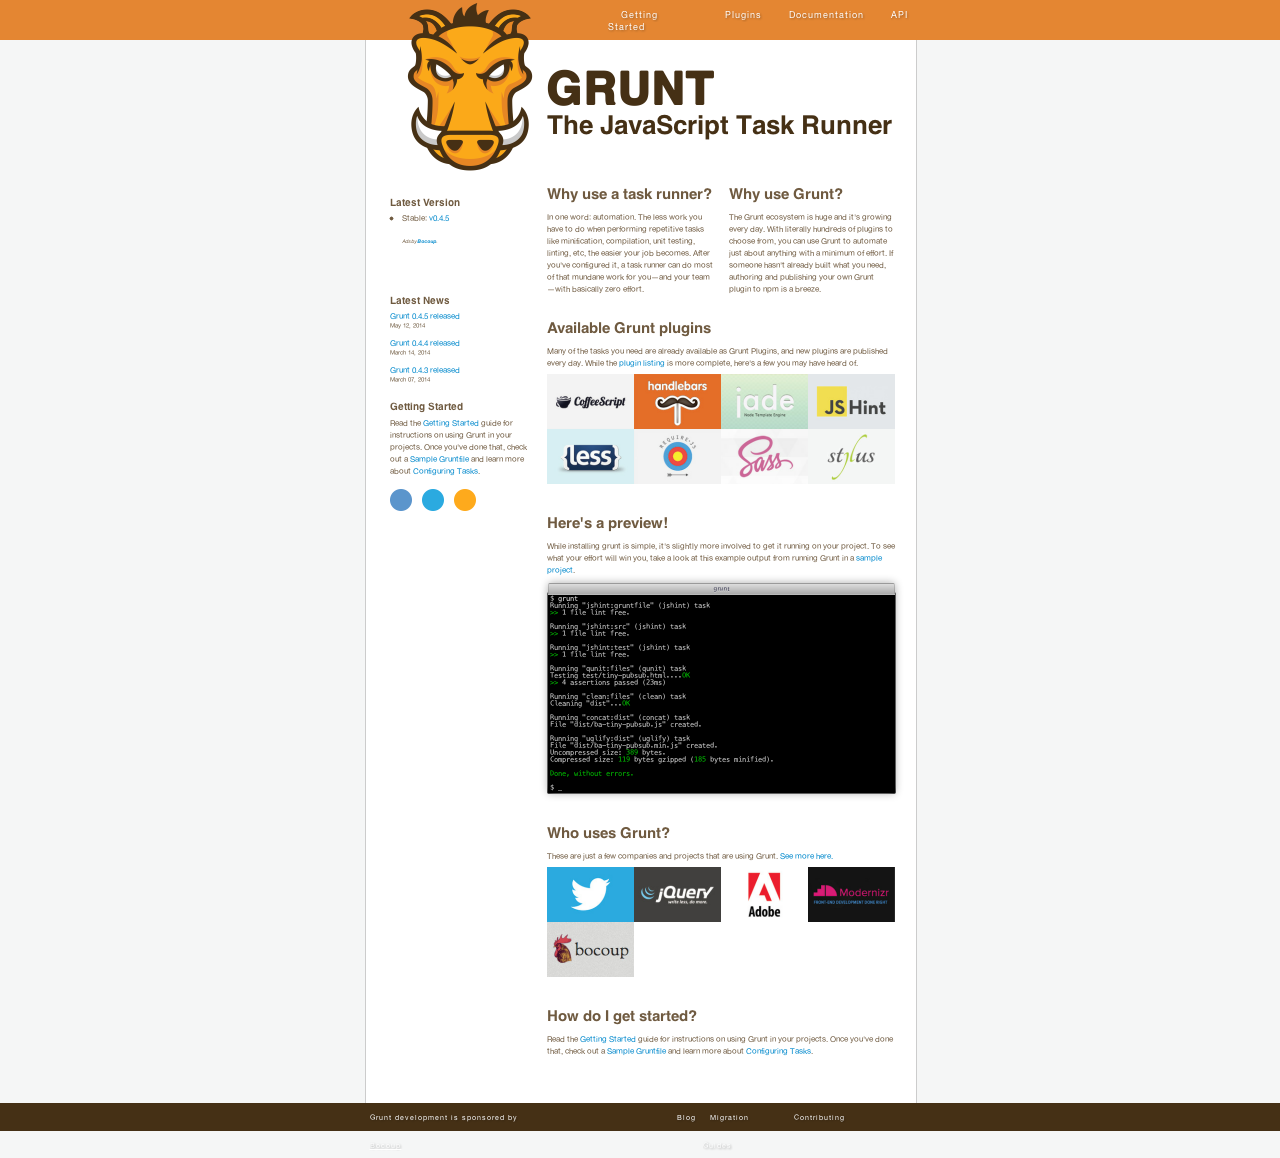 Getting
Started
Plugins
Documentation
API
GRUNT
The JavaScript Task Runner
Latest Version
Stable: v0.4.5
Ads by Bocoup.
Latest News
Grunt 0.4.5 released
May 12, 2014
Grunt 0.4.4 released
March 14, 2014
Grunt 0.4.3 released
March 07, 2014
Getting Started
Read the Getting Started guide for
instructions on using Grunt in your
projects. Once you've done that, check
out a Sample Gruntfile and learn more
about Configuring Tasks.
Why use a task runner?
In one word: automation. The less work you
have to do when performing repetitive tasks
like minification, compilation, unit testing,
linting, etc, the easier your job becomes. After
you've configured it, a task runner can do most
of that mundane work for you—and your team
—with basically zero effort.
Why use Grunt?
The Grunt ecosystem is huge and it's growing
every day. With literally hundreds of plugins to
choose from, you can use Grunt to automate
just about anything with a minimum of effort. If
someone hasn't already built what you need,
authoring and publishing your own Grunt
plugin to npm is a breeze.
Available Grunt plugins
Many of the tasks you need are already available as Grunt Plugins, and new plugins are published
every day. While the plugin listing is more complete, here's a few you may have heard of.
CoffeeScript
handlebars
jade
Node Template Engine
JS Hint
{less}
REQUIRE·JS
Sass
stylus
Here's a preview!
While installing grunt is simple, it's slightly more involved to get it running on your project. To see
what your effort will win you, take a look at this example output from running Grunt in a sample
project.
grunt
$ grunt
Running "jshint:gruntfile" (jshint) task
>> 1 file lint free.
Running "jshint:src" (jshint) task
>> 1 file lint free.
Running "jshint:test" (jshint) task
>> 1 file lint free.
Running "qunit:files" (qunit) task
Testing test/tiny-pubsub.html....OK
>> 4 assertions passed (23ms)
Running "clean:files" (clean) task
Cleaning "dist"...OK
Running "concat:dist" (concat) task
File "dist/ba-tiny-pubsub.js" created.
Running "uglify:dist" (uglify) task
File "dist/ba-tiny-pubsub.min.js" created.
Uncompressed size: 389 bytes.
Compressed size: 119 bytes gzipped (185 bytes minified).
Done, without errors.
$ _
Who uses Grunt?
These are just a few companies and projects that are using Grunt. See more here.
jQuery
write less, do more.
Adobe
Modernizr
FRONT-END DEVELOPMENT DONE RIGHT
bocoup
How do I get started?
Read the Getting Started guide for instructions on using Grunt in your projects. Once you've done
that, check out a Sample Gruntfile and learn more about Configuring Tasks.
Grunt development is sponsored by
Blog
Migration
Contributing
Bocoup
Guides